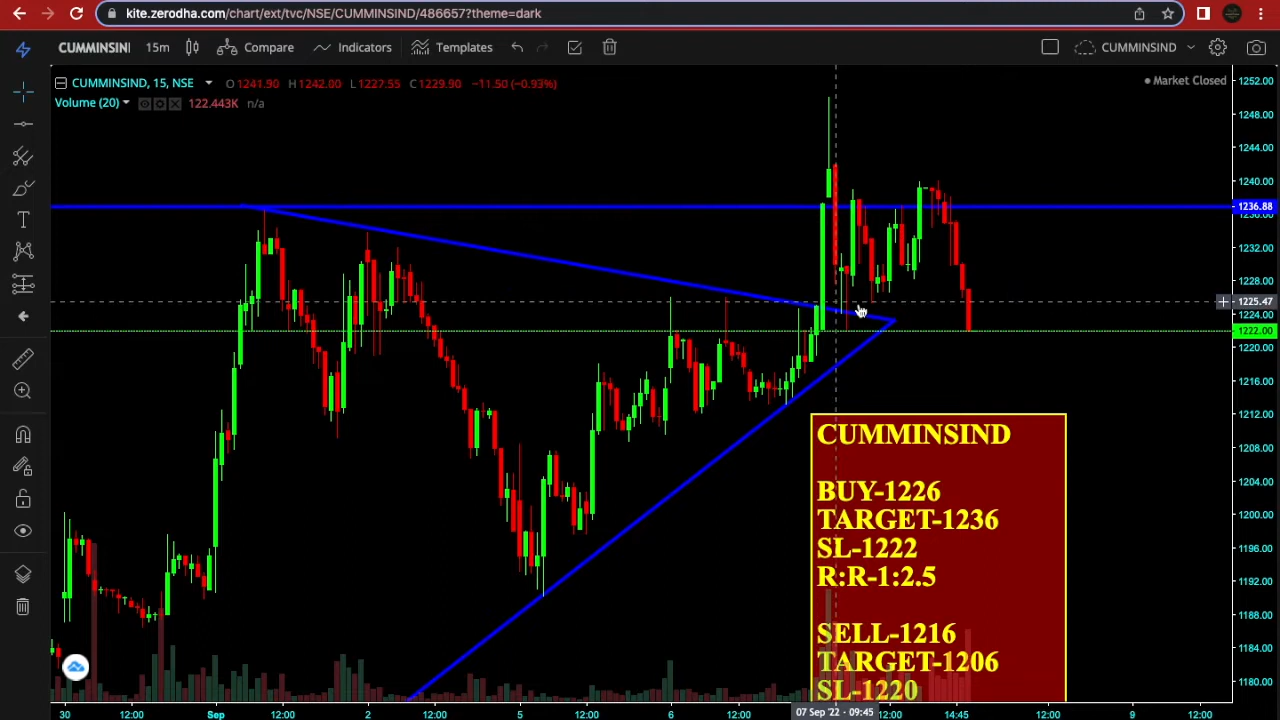 kite.zerodha.com/chart/ext/tvc/NSE/CUMMINSIND/486657?theme=dark
CUMMINSIND 15m Compare Indicators Templates CUMMINSIND
CUMMINSIND, 15, NSE O 1241.90 H 1242.00 L 1227.55 C 1229.90 −11.50 (−0.93%) Market Closed
Volume (20) 122.443K n/a
1252.00
1248.00
1244.00
1240.00
1236.88
1236.00
1232.00
1228.00
1225.47
1224.00
1222.00
1220.00
1216.00
1212.00
1208.00
1204.00
1200.00
1196.00
1192.00
1188.00
1184.00
1180.00
CUMMINSIND
BUY-1226
TARGET-1236
SL-1222
R:R-1:2.5
SELL-1216
TARGET-1206
SL-1220
30 12:00 Sep 12:00 2 12:00 5 12:00 6 12:00 07 Sep '22 - 09:45 12:00 14:45 12:00 9 12:00